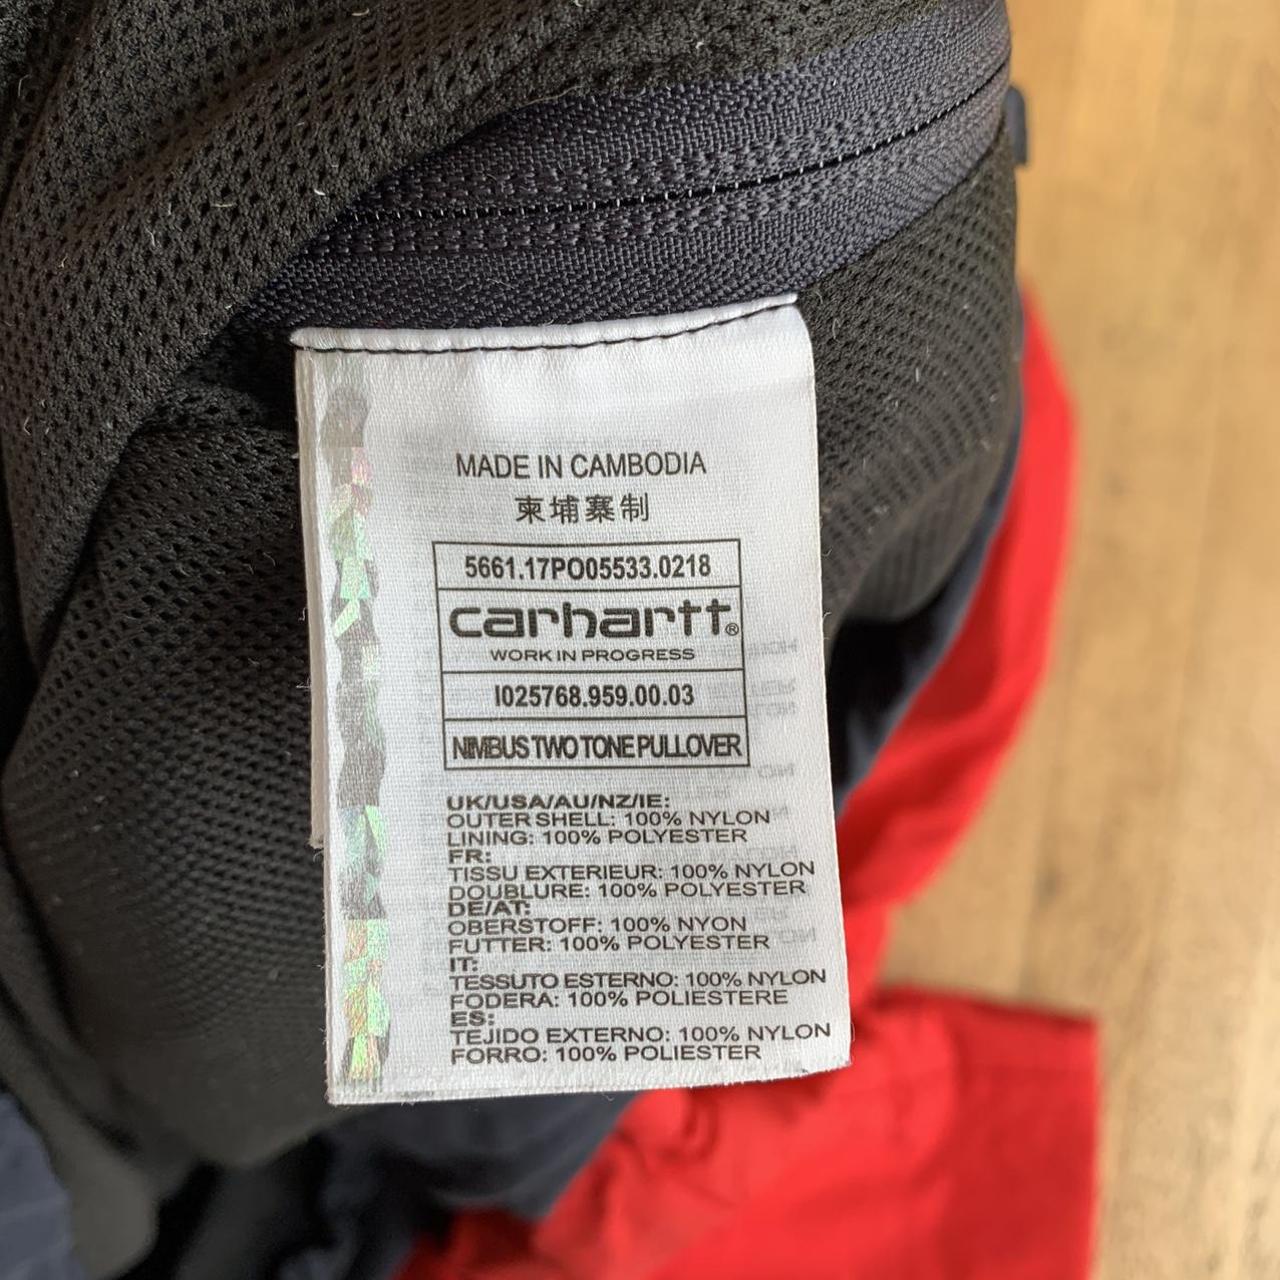 MADE IN CAMBODIA
柬埔寨制
5661.17PO05533.0218
carhartt®
WORK IN PROGRESS
I025768.959.00.03
NIMBUS TWO TONE PULLOVER
UK/USA/AU/NZ/IE:
OUTER SHELL: 100% NYLON
LINING: 100% POLYESTER
FR:
TISSU EXTERIEUR: 100% NYLON
DOUBLURE: 100% POLYESTER
DE/AT:
OBERSTOFF: 100% NYON
FUTTER: 100% POLYESTER
IT:
TESSUTO ESTERNO: 100% NYLON
FODERA: 100% POLIESTERE
ES:
TEJIDO EXTERNO: 100% NYLON
FORRO: 100% POLIESTER